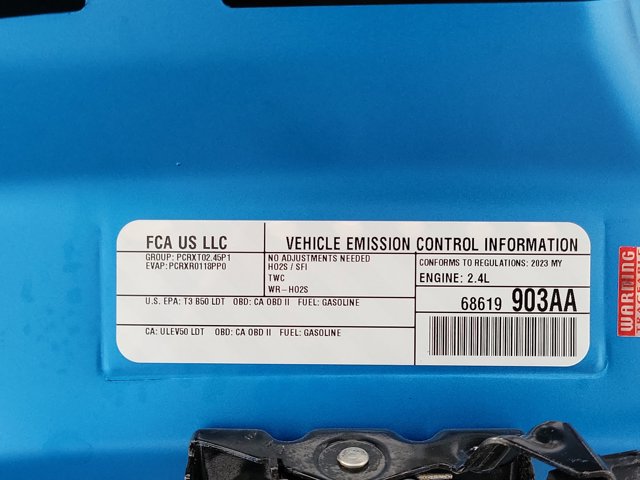 FCA US LLC
VEHICLE EMISSION CONTROL INFORMATION
GROUP: PCRXT02.45P1
EVAP: PCRXR0118PP0
NO ADJUSTMENTS NEEDED
HO2S / SFI
TWC
WR-HO2S
CONFORMS TO REGULATIONS: 2023 MY
ENGINE: 2.4L
U.S. EPA: T3 B50 LDT OBD: CA OBD II FUEL: GASOLINE
68619 903AA
CA: ULEV50 LDT OBD: CA OBD II FUEL: GASOLINE
WARNING